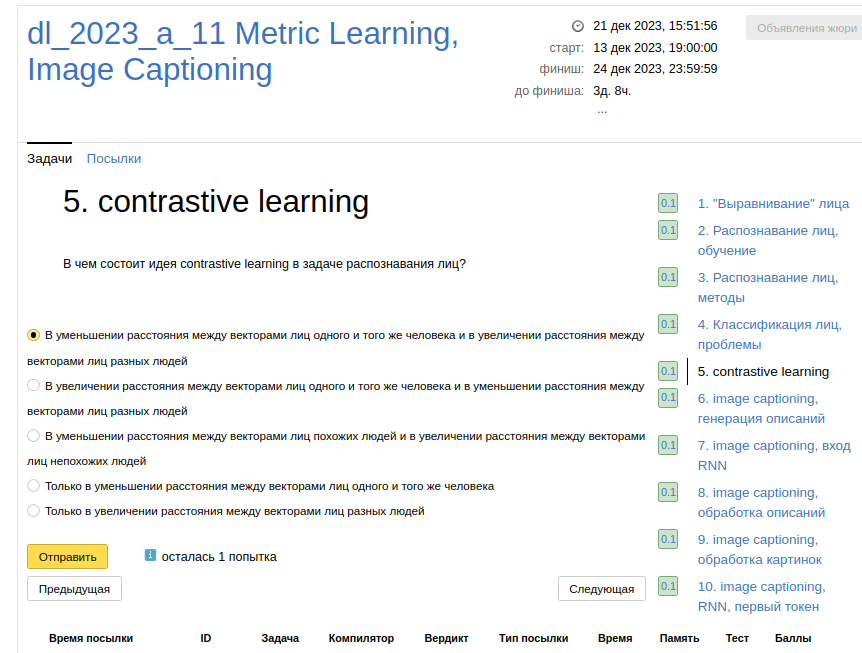 dl_2023_a_11 Metric Learning,
Image Captioning
21 дек 2023, 15:51:56
старт: 13 дек 2023, 19:00:00
финиш: 24 дек 2023, 23:59:59
до финиша: 3д. 8ч.
...
Объявления жюри
Задачи Посылки
5. contrastive learning
В чем состоит идея contrastive learning в задаче распознавания лиц?
В уменьшении расстояния между векторами лиц одного и того же человека и в увеличении расстояния между
векторами лиц разных людей
В увеличении расстояния между векторами лиц одного и того же человека и в уменьшении расстояния между
векторами лиц разных людей
В уменьшении расстояния между векторами лиц похожих людей и в увеличении расстояния между векторами
лиц непохожих людей
Только в уменьшении расстояния между векторами лиц одного и того же человека
Только в увеличении расстояния между векторами лиц разных людей
Отправить
i осталась 1 попытка
Предыдущая
Следующая
0.1 1. "Выравнивание" лица
0.1 2. Распознавание лиц,
обучение
0.1 3. Распознавание лиц,
методы
0.1 4. Классификация лиц,
проблемы
0.1 5. contrastive learning
0.1 6. image captioning,
генерация описаний
0.1 7. image captioning, вход
RNN
0.1 8. image captioning,
обработка описаний
0.1 9. image captioning,
обработка картинок
0.1 10. image captioning,
RNN, первый токен
Время посылки ID Задача Компилятор Вердикт Тип посылки Время Память Тест Баллы